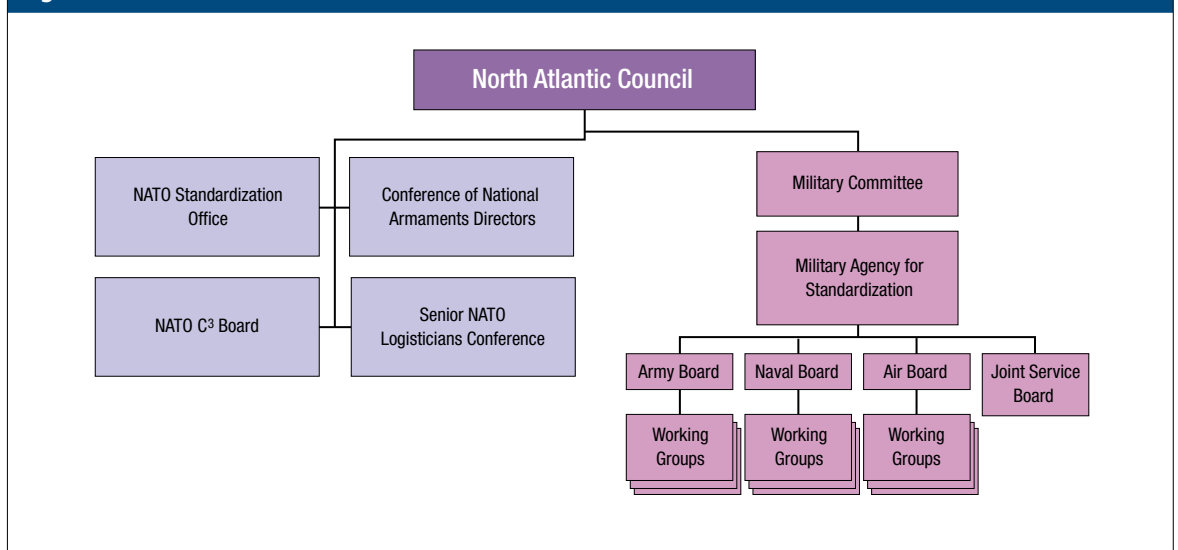 North Atlantic Council
NATO Standardization
Office
Conference of National
Armaments Directors
NATO C³ Board
Senior NATO
Logisticians Conference
Military Committee
Military Agency for
Standardization
Army Board
Naval Board
Air Board
Joint Service
Board
Working
Groups
Working
Groups
Working
Groups